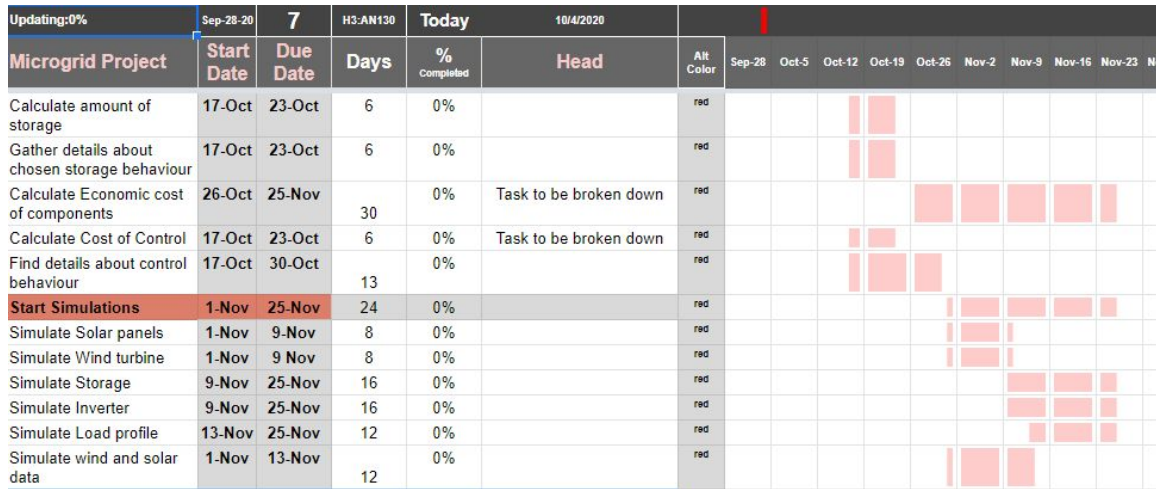 Updating:0% Sep-28-20 7 H3:AN130 Today 10/4/2020
Microgrid Project Start Date Due Date Days % Completed Head Alt Color Sep-28 Oct-5 Oct-12 Oct-19 Oct-26 Nov-2 Nov-9 Nov-16 Nov-23 N
Calculate amount of 17-Oct 23-Oct 6 0% red
storage
Gather details about 17-Oct 23-Oct 6 0% red
chosen storage behaviour
Calculate Economic cost 26-Oct 25-Nov 0% Task to be broken down red
of components 30
Calculate Cost of Control 17-Oct 23-Oct 6 0% Task to be broken down red
Find details about control 17-Oct 30-Oct 0% red
behaviour 13
Start Simulations 1-Nov 25-Nov 24 0% red
Simulate Solar panels 1-Nov 9-Nov 8 0% red
Simulate Wind turbine 1-Nov 9 Nov 8 0% red
Simulate Storage 9-Nov 25-Nov 16 0% red
Simulate Inverter 9-Nov 25-Nov 16 0% red
Simulate Load profile 13-Nov 25-Nov 12 0% red
Simulate wind and solar 1-Nov 13-Nov 0% red
data 12